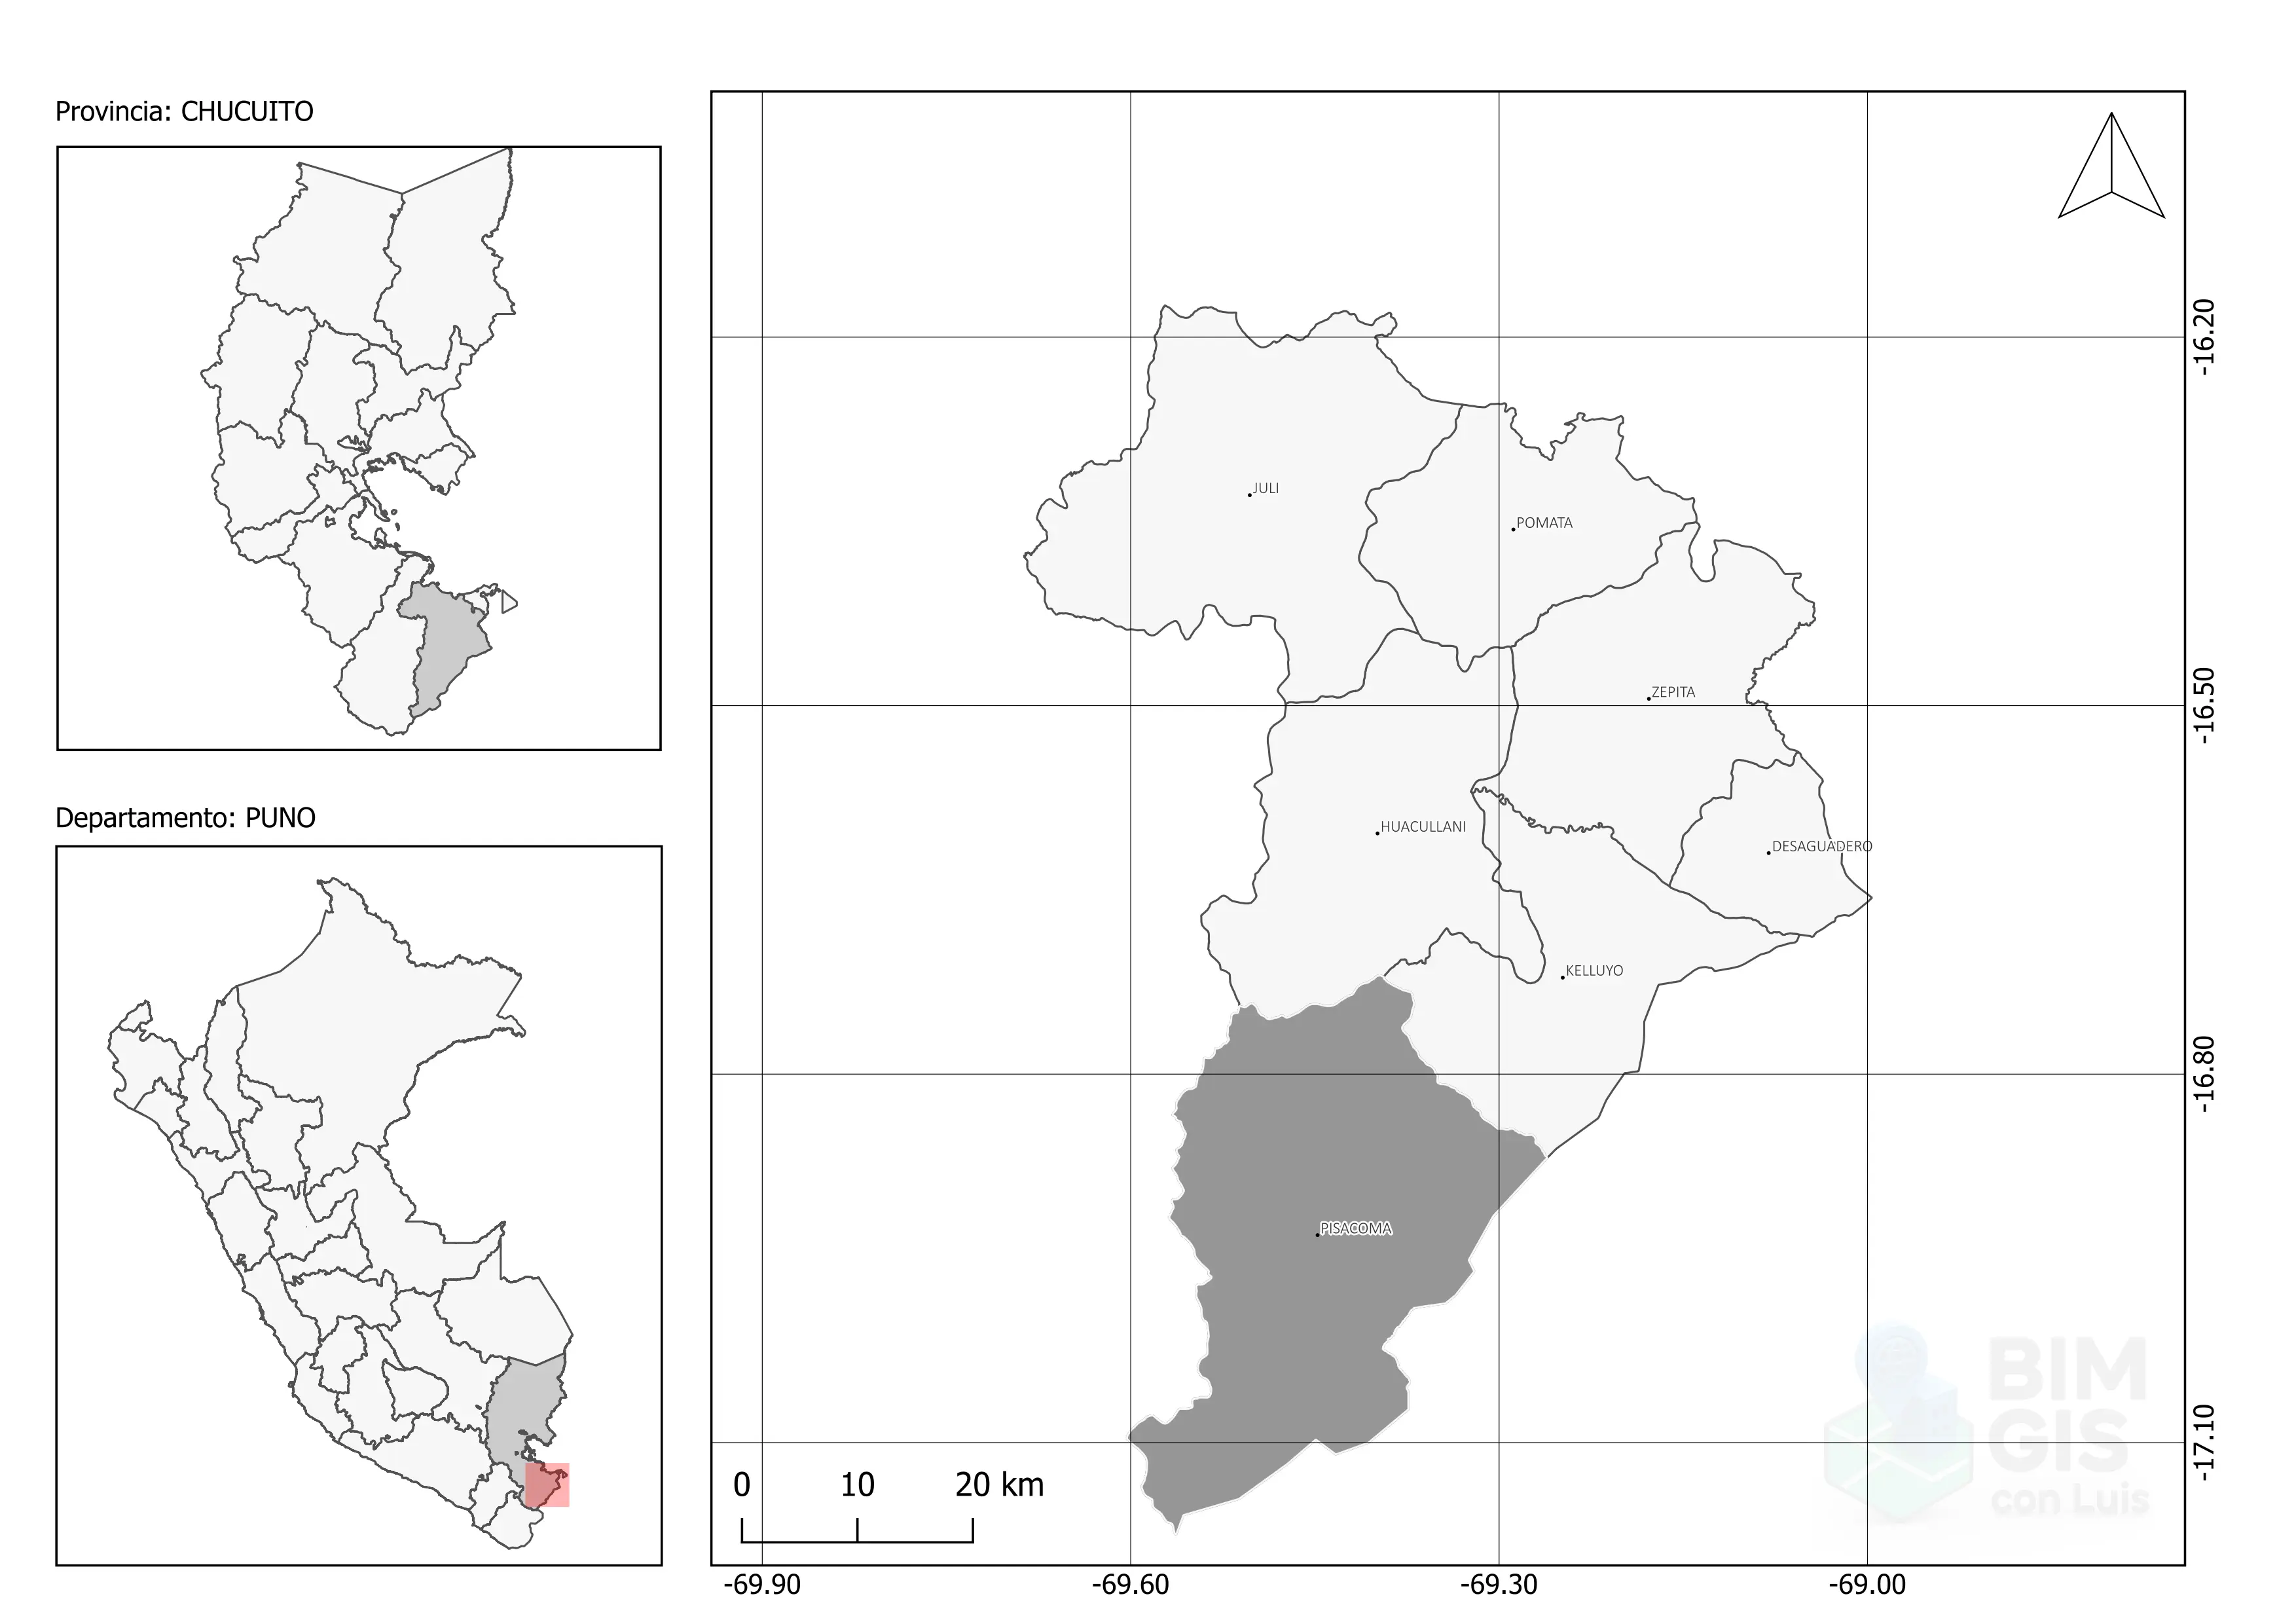 Provincia: CHUCUITO
Departamento: PUNO
JULI
POMATA
ZEPITA
HUACULLANI
DESAGUADERO
KELLUYO
PISACOMA
0 10 20 km
-16.20
-16.50
-16.80
-17.10
-69.90 -69.60 -69.30 -69.00
BIM
GIS
con Luis